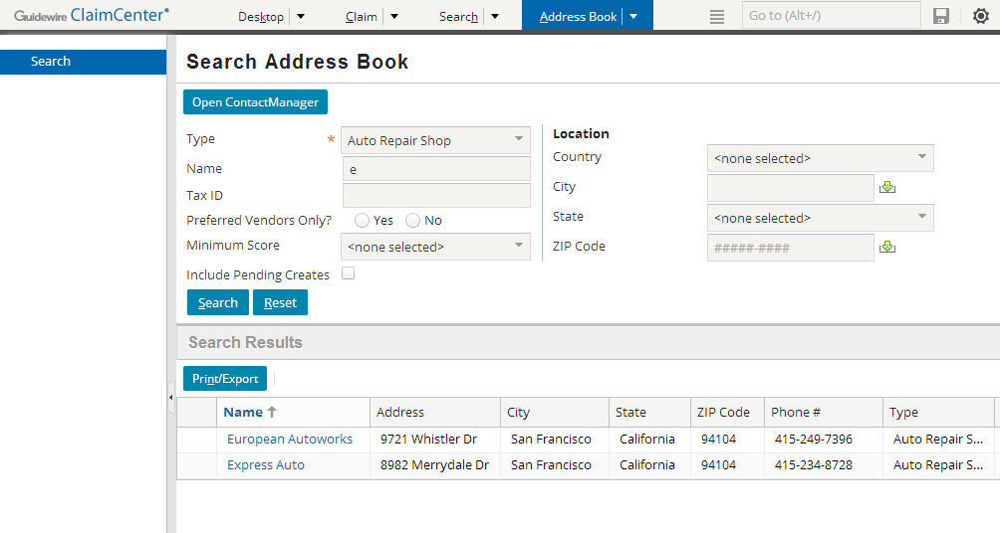 Guidewire ClaimCenter® Desktop Claim Search Address Book Go to (Alt+/)
Search
Search Address Book
Open ContactManager
Type * Auto Repair Shop
Name e
Tax ID
Preferred Vendors Only? Yes No
Minimum Score <none selected>
Include Pending Creates
Location
Country <none selected>
City
State <none selected>
ZIP Code #####-####
Search Reset
Search Results
Print/Export
Name Address City State ZIP Code Phone # Type
European Autoworks 9721 Whistler Dr San Francisco California 94104 415-249-7396 Auto Repair S...
Express Auto 8982 Merrydale Dr San Francisco California 94104 415-234-8728 Auto Repair S...